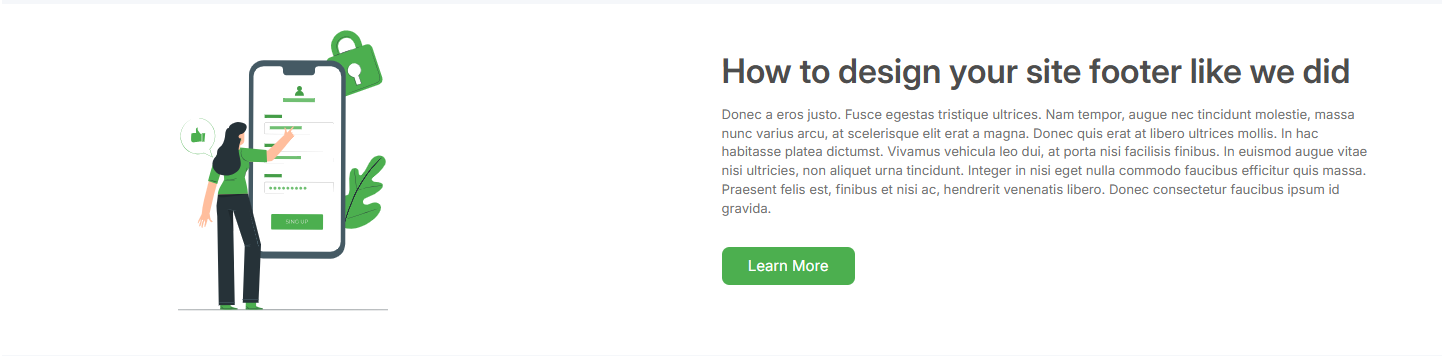 How to design your site footer like we did
Donec a eros justo. Fusce egestas tristique ultrices. Nam tempor, augue nec tincidunt molestie, massa
nunc varius arcu, at scelerisque elit erat a magna. Donec quis erat at libero ultrices mollis. In hac
habitasse platea dictumst. Vivamus vehicula leo dui, at porta nisi facilisis finibus. In euismod augue vitae
nisi ultricies, non aliquet urna tincidunt. Integer in nisi eget nulla commodo faucibus efficitur quis massa.
Praesent felis est, finibus et nisi ac, hendrerit venenatis libero. Donec consectetur faucibus ipsum id
gravida.
Learn More